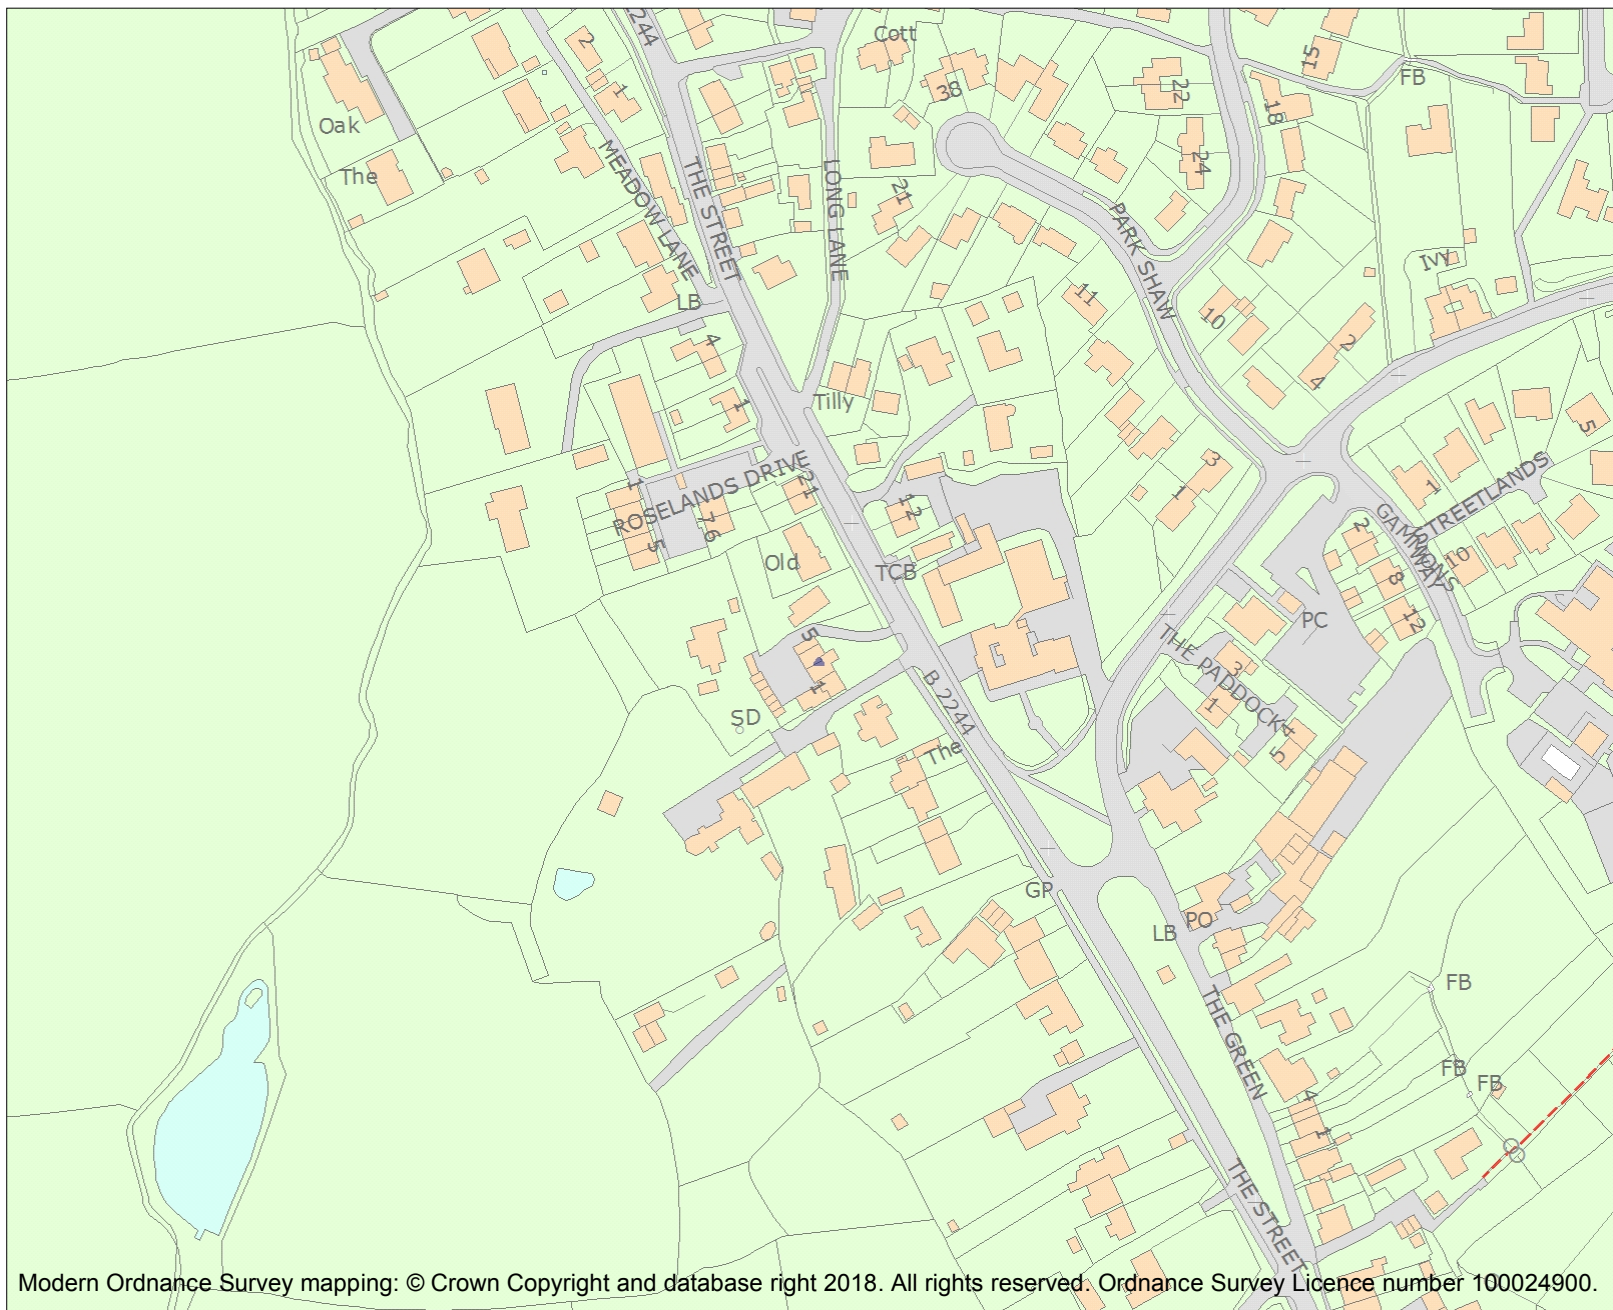 2244
Cott
2
15
FB
38
22
1
18
Oak
MEADOW LANE
THE STREET
LONG LANE
24
The
21
PARK SHAW
Ivy
LB
11
10
4
2
4
Tilly
1
5
3
ROSELANDS DRIVE
1
21
1
1
STREETLANDS
12
7 6
5
2
GAMMONS
WAY
10
Old
TCB
8
12
PC
5
THE PADDOCK
3
1
B 2244
1
SD
4
5
The
GP
LB
PO
FB
THE GREEN
FB
FB
4
1
THE STREET
Modern Ordnance Survey mapping: © Crown Copyright and database right 2018. All rights reserved. Ordnance Survey Licence number 100024900.